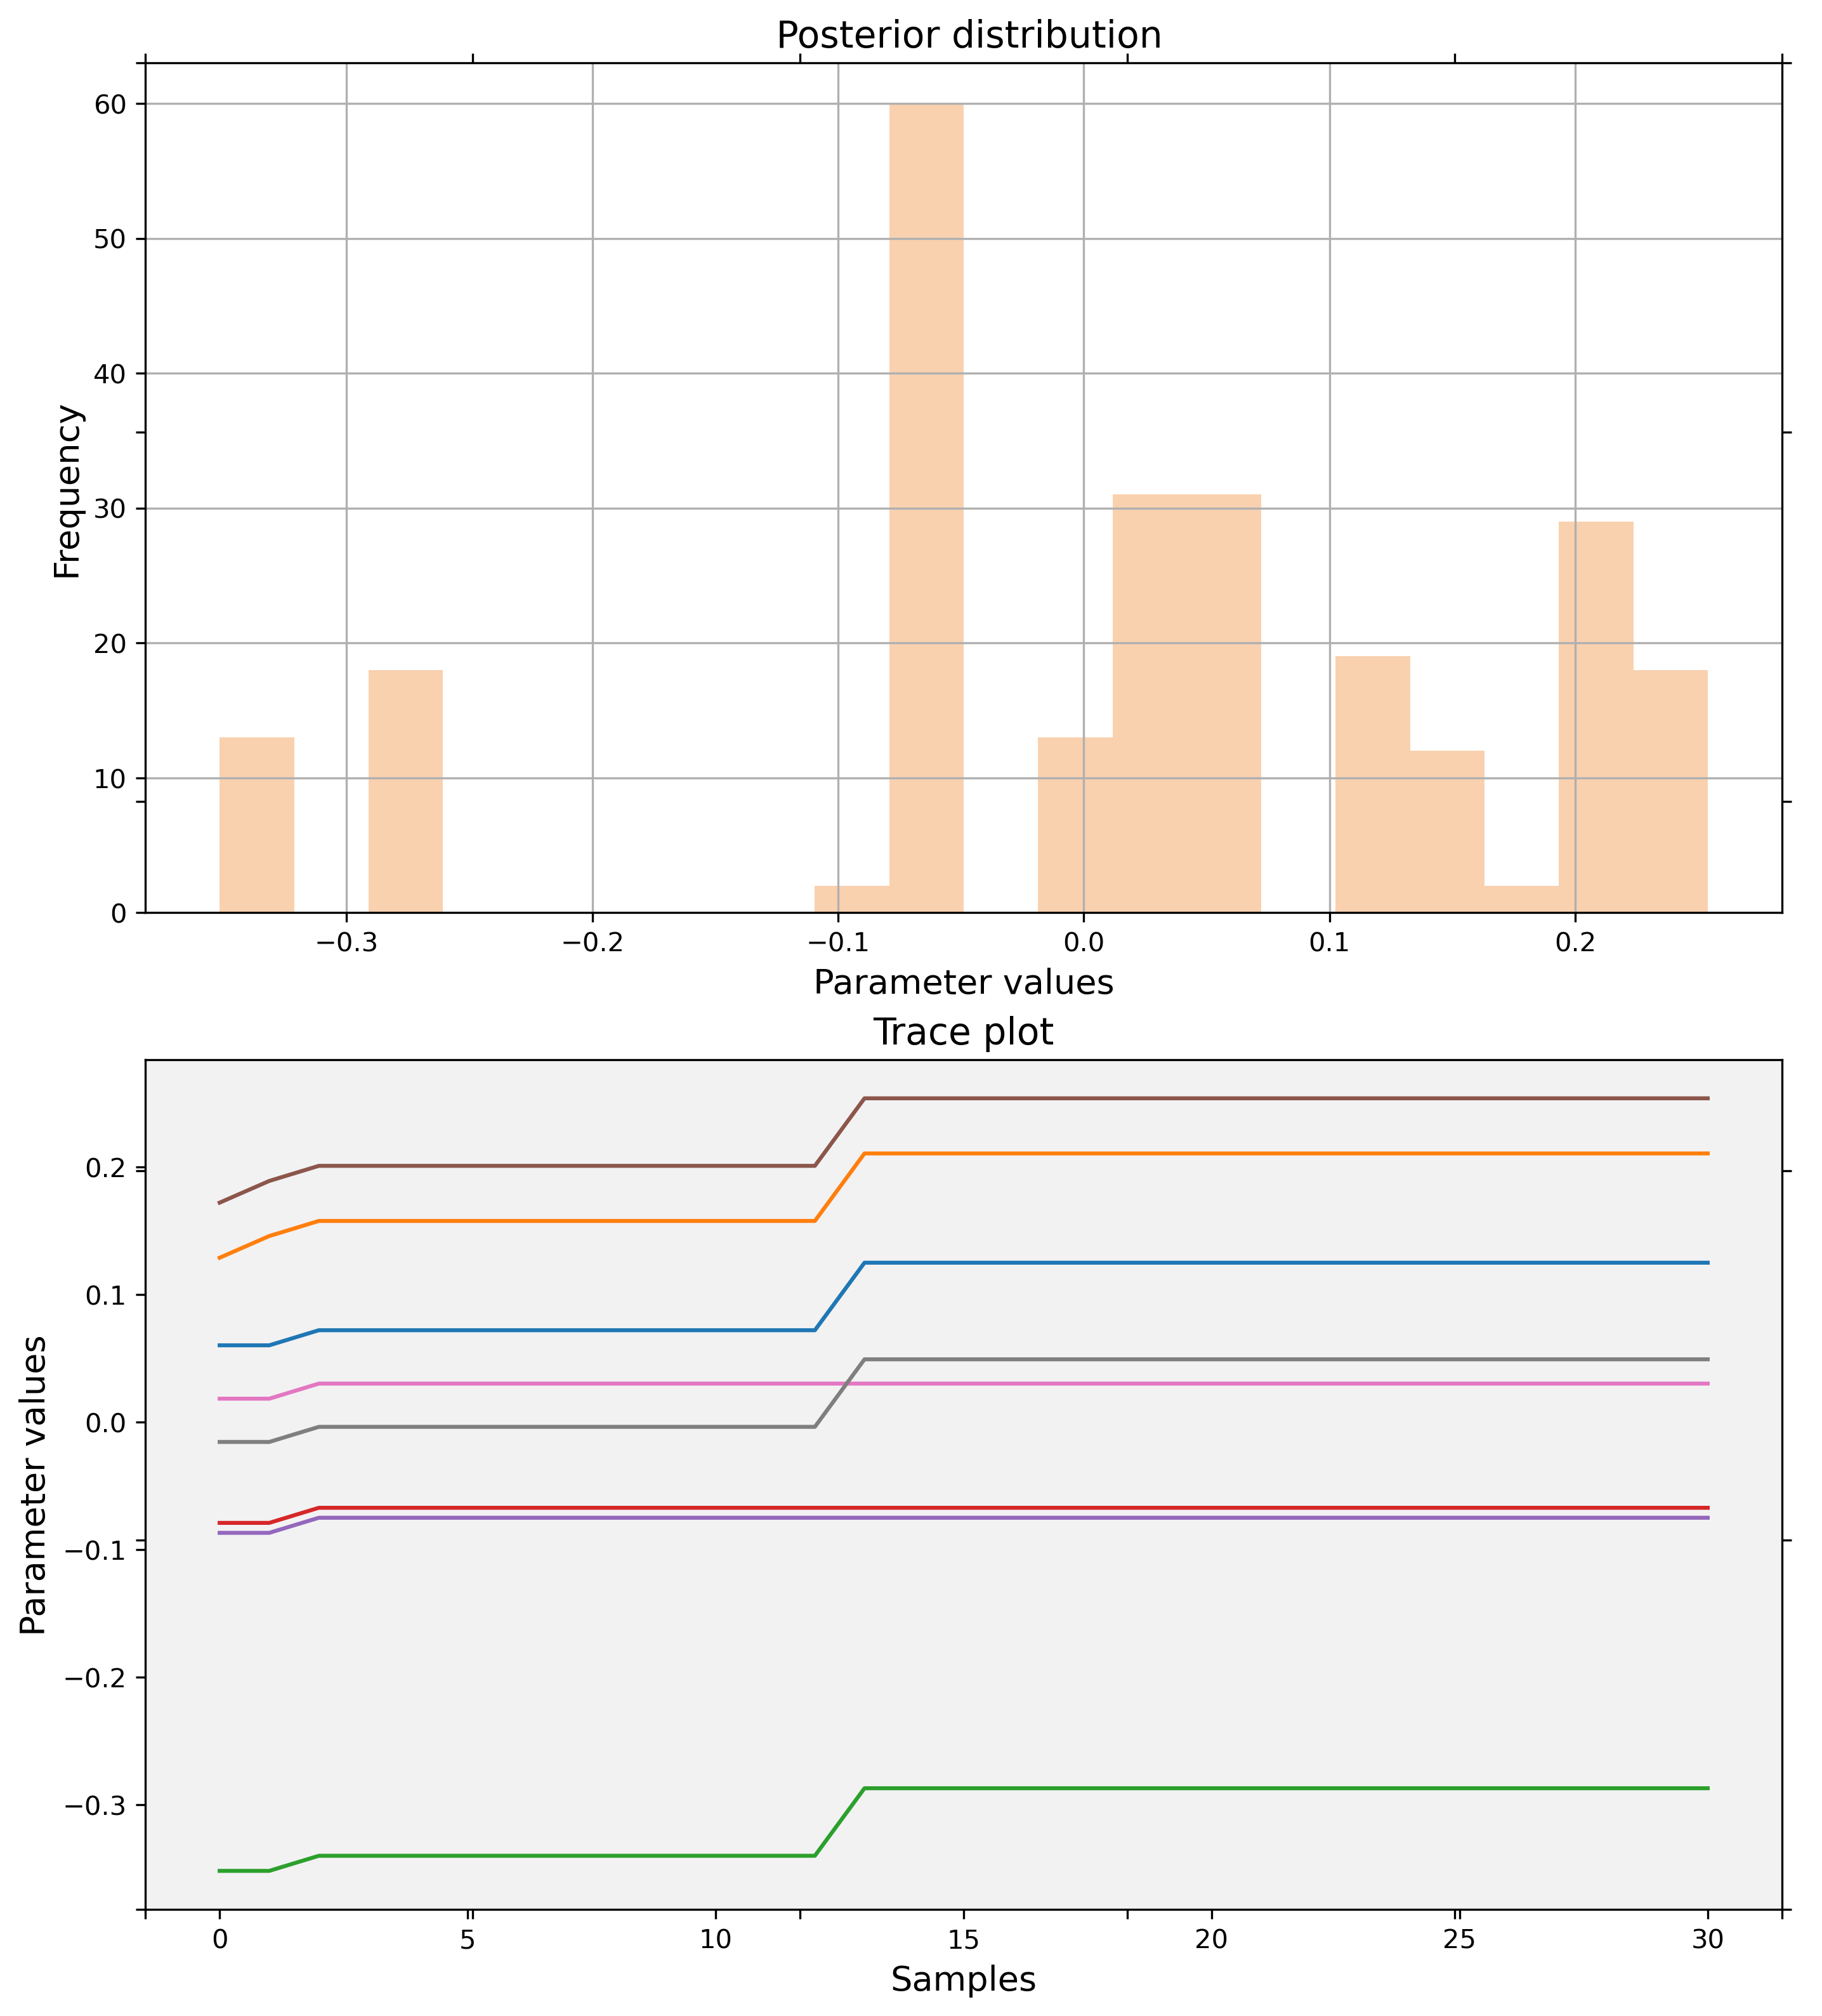 Posterior distribution
60
50
40
30
20
10
0
Frequency
−0.3 −0.2 −0.1 0.0 0.1 0.2
Parameter values
Trace plot
0.2
0.1
0.0
−0.1
−0.2
−0.3
Parameter values
0 5 10 15 20 25 30
Samples